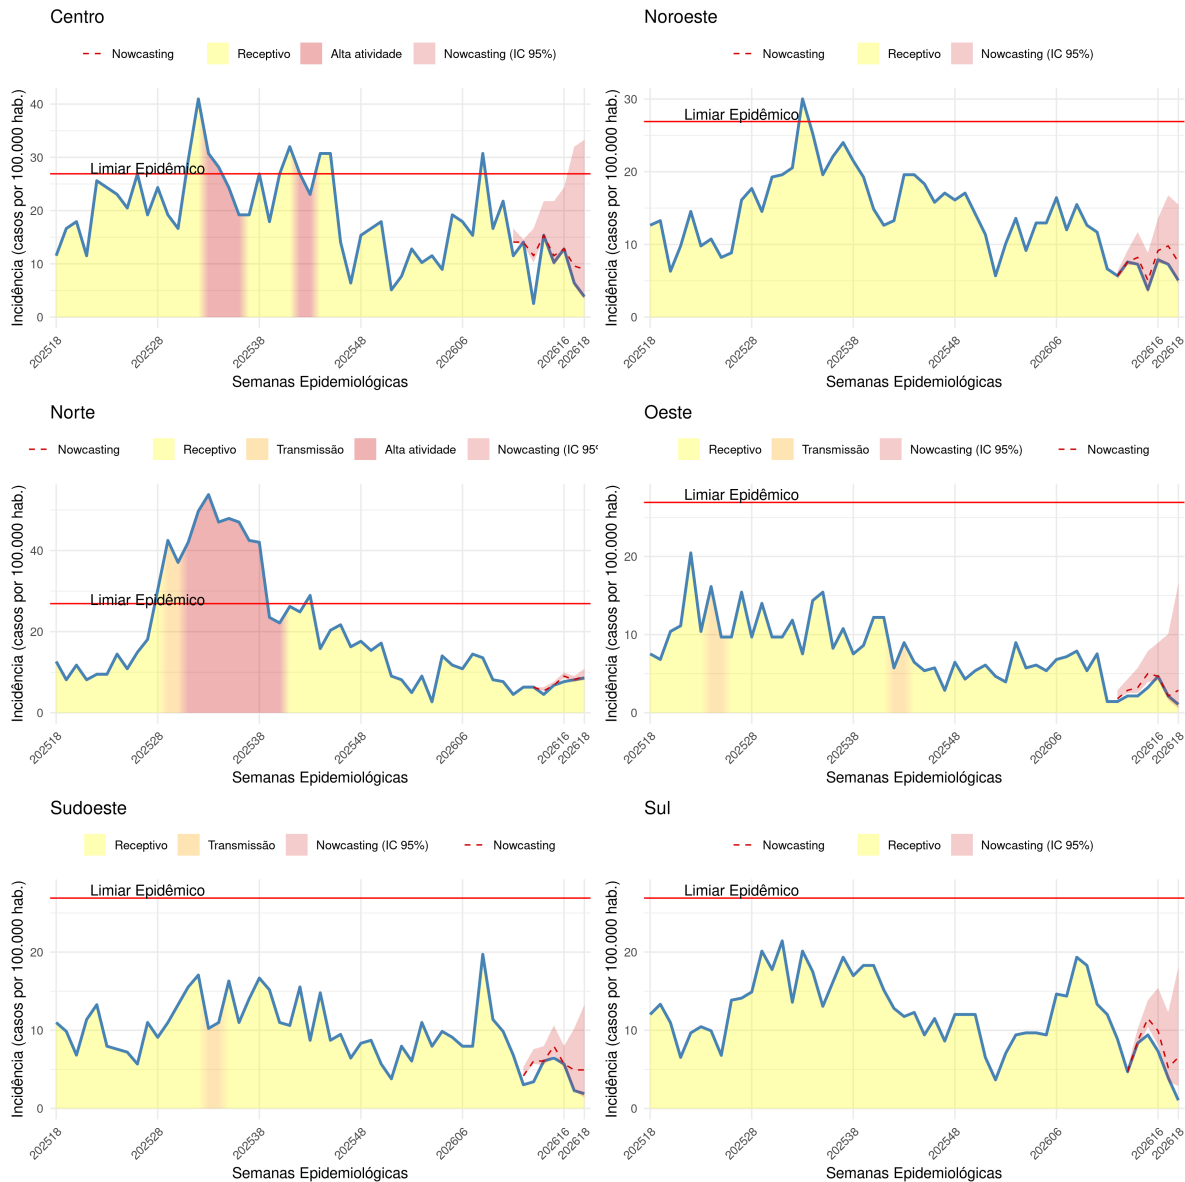 Centro
Nowcasting Receptivo Alta atividade Nowcasting (IC 95%)
Incidência (casos por 100.000 hab.)
40
30
20
10
0
Limiar Epidêmico
202518 202528 202538 202548 202606 202616 202618
Semanas Epidemiológicas
Noroeste
Nowcasting Receptivo Nowcasting (IC 95%)
Incidência (casos por 100.000 hab.)
30
20
10
0
Limiar Epidêmico
202518 202528 202538 202548 202606 202616 202618
Semanas Epidemiológicas
Norte
Nowcasting Receptivo Transmissão Alta atividade Nowcasting (IC 95%
Incidência (casos por 100.000 hab.)
40
20
0
Limiar Epidêmico
202518 202528 202538 202548 202606 202616 202618
Semanas Epidemiológicas
Oeste
Receptivo Transmissão Nowcasting (IC 95%) Nowcasting
Incidência (casos por 100.000 hab.)
20
10
0
Limiar Epidêmico
202518 202528 202538 202548 202606 202616 202618
Semanas Epidemiológicas
Sudoeste
Receptivo Transmissão Nowcasting (IC 95%) Nowcasting
Incidência (casos por 100.000 hab.)
20
10
0
Limiar Epidêmico
202518 202528 202538 202548 202606 202616 202618
Semanas Epidemiológicas
Sul
Nowcasting Receptivo Nowcasting (IC 95%)
Incidência (casos por 100.000 hab.)
20
10
0
Limiar Epidêmico
202518 202528 202538 202548 202606 202616 202618
Semanas Epidemiológicas